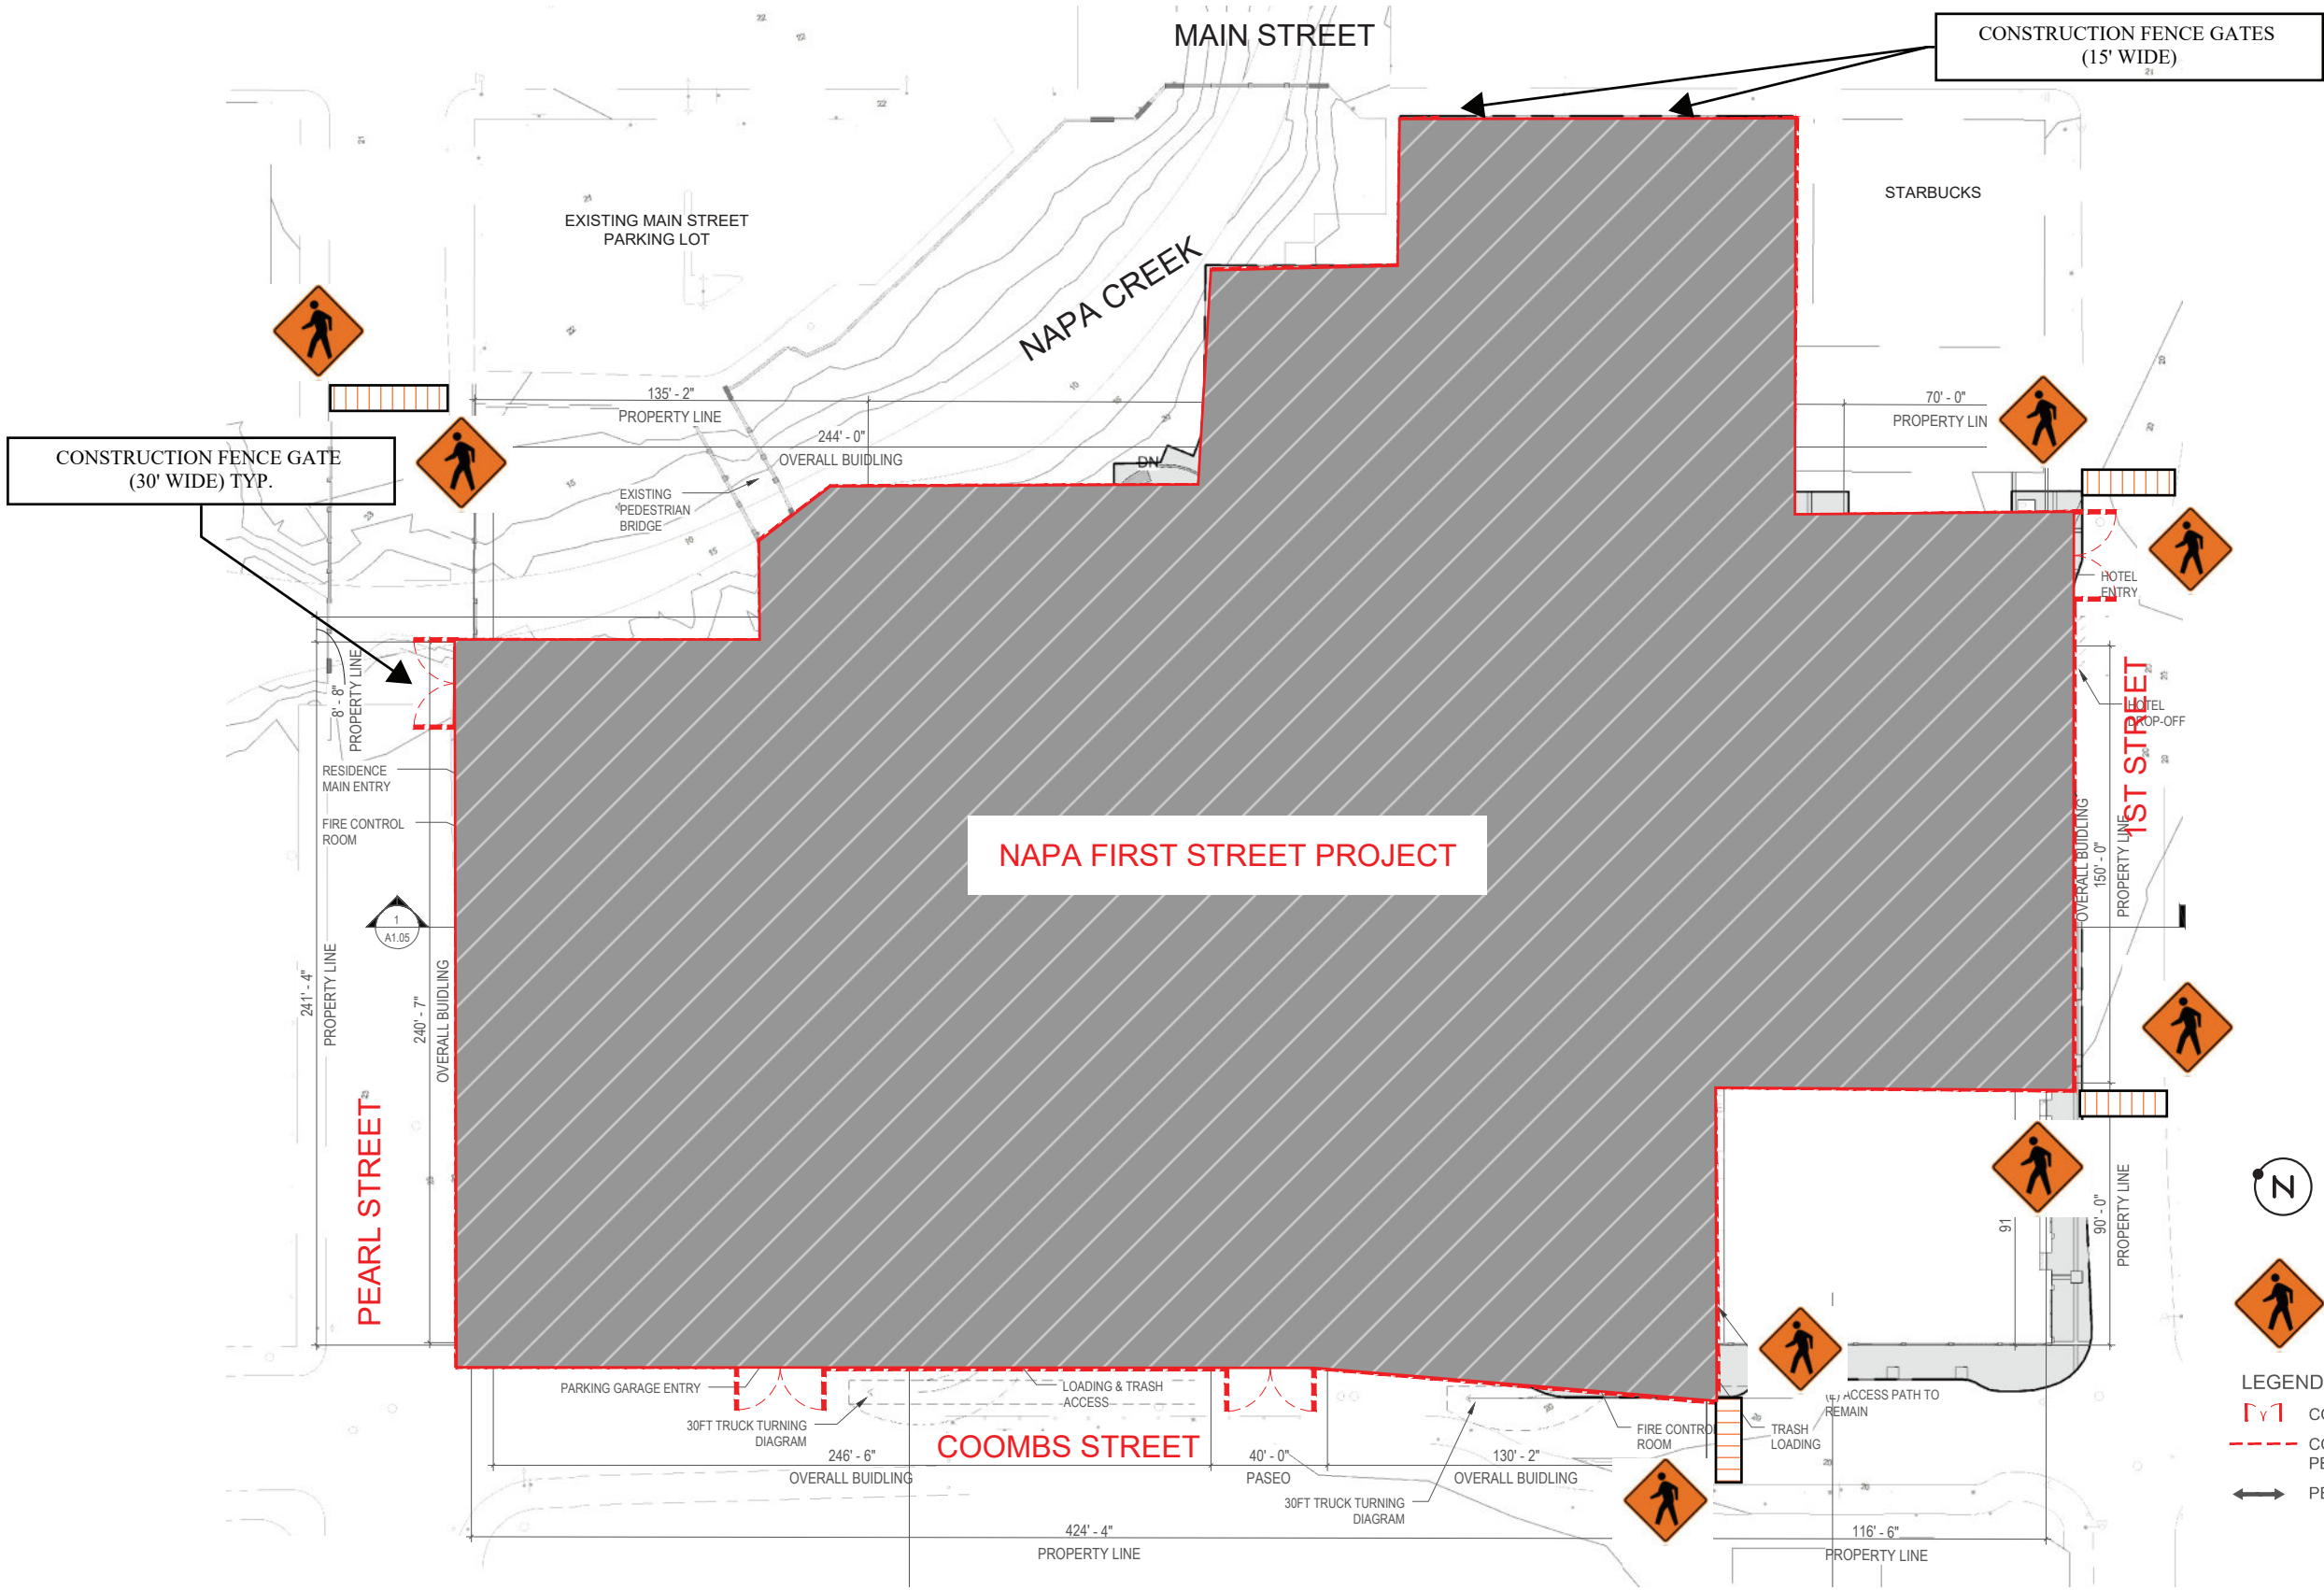 MAIN STREET
CONSTRUCTION FENCE GATES
(15' WIDE)
STARBUCKS
EXISTING MAIN STREET
PARKING LOT
NAPA CREEK
135' - 2"
PROPERTY LINE
244' - 0"
OVERALL BUIDLING
DN
70' - 0"
PROPERTY LIN
CONSTRUCTION FENCE GATE
(30' WIDE) TYP.
EXISTING
PEDESTRIAN
BRIDGE
HOTEL
ENTRY
8' - 8"
PROPERTY LINE
HOTEL
DROP-OFF
1ST STREET
RESIDENCE
MAIN ENTRY
FIRE CONTROL
ROOM
NAPA FIRST STREET PROJECT
OVERALL BUIDLING
150' - 0"
PROPERTY LINE
1
A1.05
241' - 4"
PROPERTY LINE
240' - 7"
OVERALL BUIDLING
PEARL STREET
91
90' - 0"
PROPERTY LINE
N
PARKING GARAGE ENTRY
LOADING & TRASH
ACCESS
30FT TRUCK TURNING
DIAGRAM
COOMBS STREET
246' - 6"
OVERALL BUIDLING
40' - 0"
PASEO
130' - 2"
OVERALL BUIDLING
30FT TRUCK TURNING
DIAGRAM
FIRE CONTROL
ROOM
TRASH
LOADING
(E) ACCESS PATH TO
REMAIN
424' - 4"
PROPERTY LINE
116' - 6"
PROPERTY LINE
LEGEND
CO
CO
PE
PE